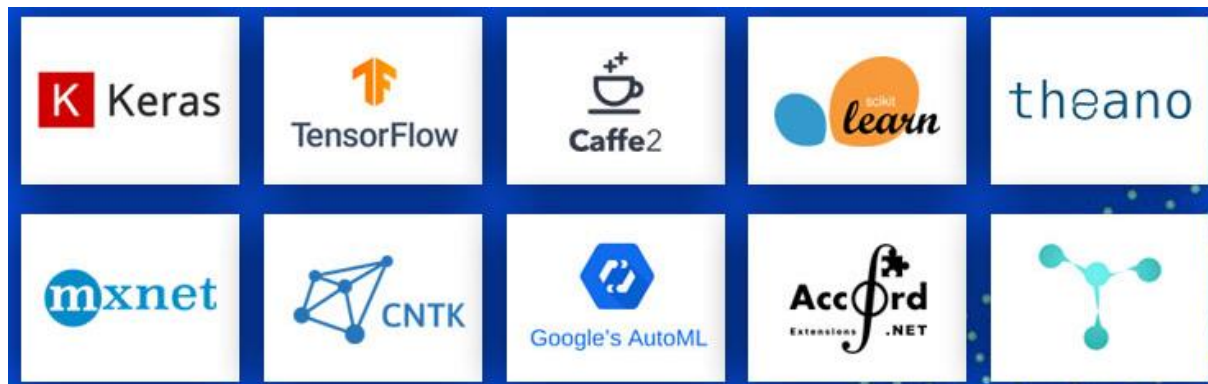 K Keras
TensorFlow
Caffe2
scikit
learn
theano
mxnet
CNTK
Google's AutoML
Accord
Extensions .NET